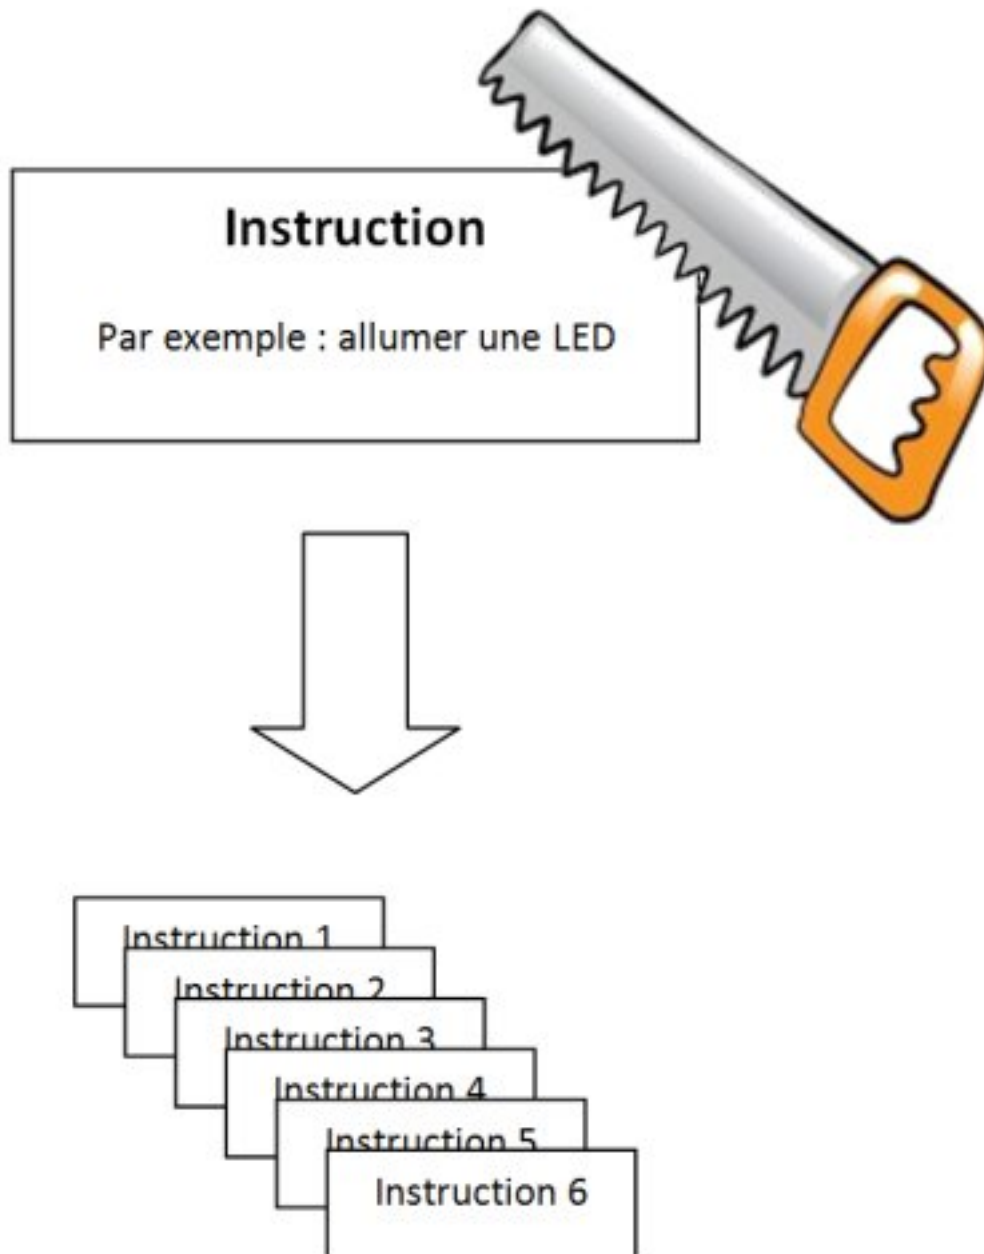 Instruction
Par exemple : allumer une LED
Instruction 1
Instruction 2
Instruction 3
Instruction 4
Instruction 5
Instruction 6